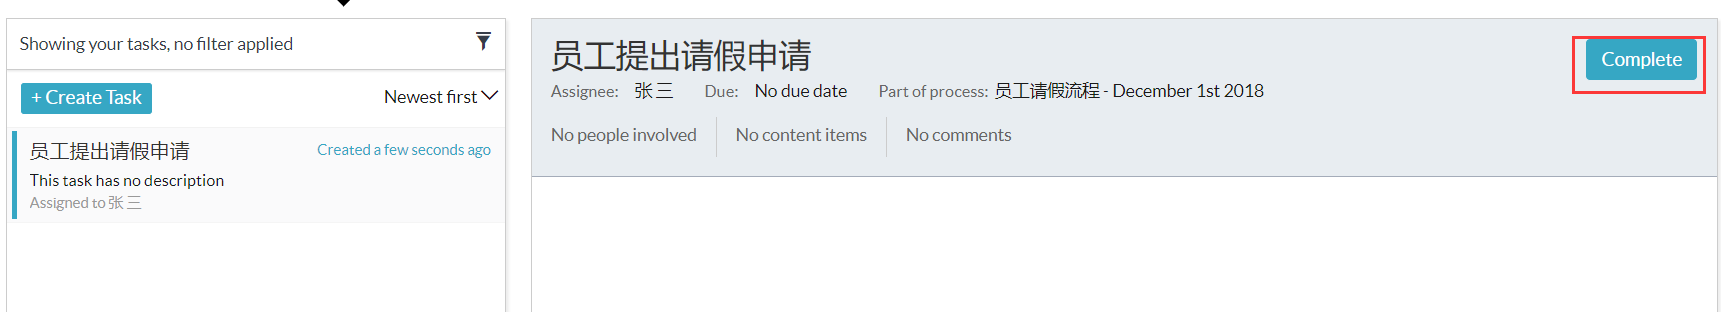 Showing your tasks, no filter applied
+ Create Task
Newest first
员工提出请假申请
Created a few seconds ago
This task has no description
Assigned to 张 三
员工提出请假申请
Complete
Assignee: 张 三 Due: No due date Part of process: 员工请假流程 - December 1st 2018
No people involved
No content items
No comments